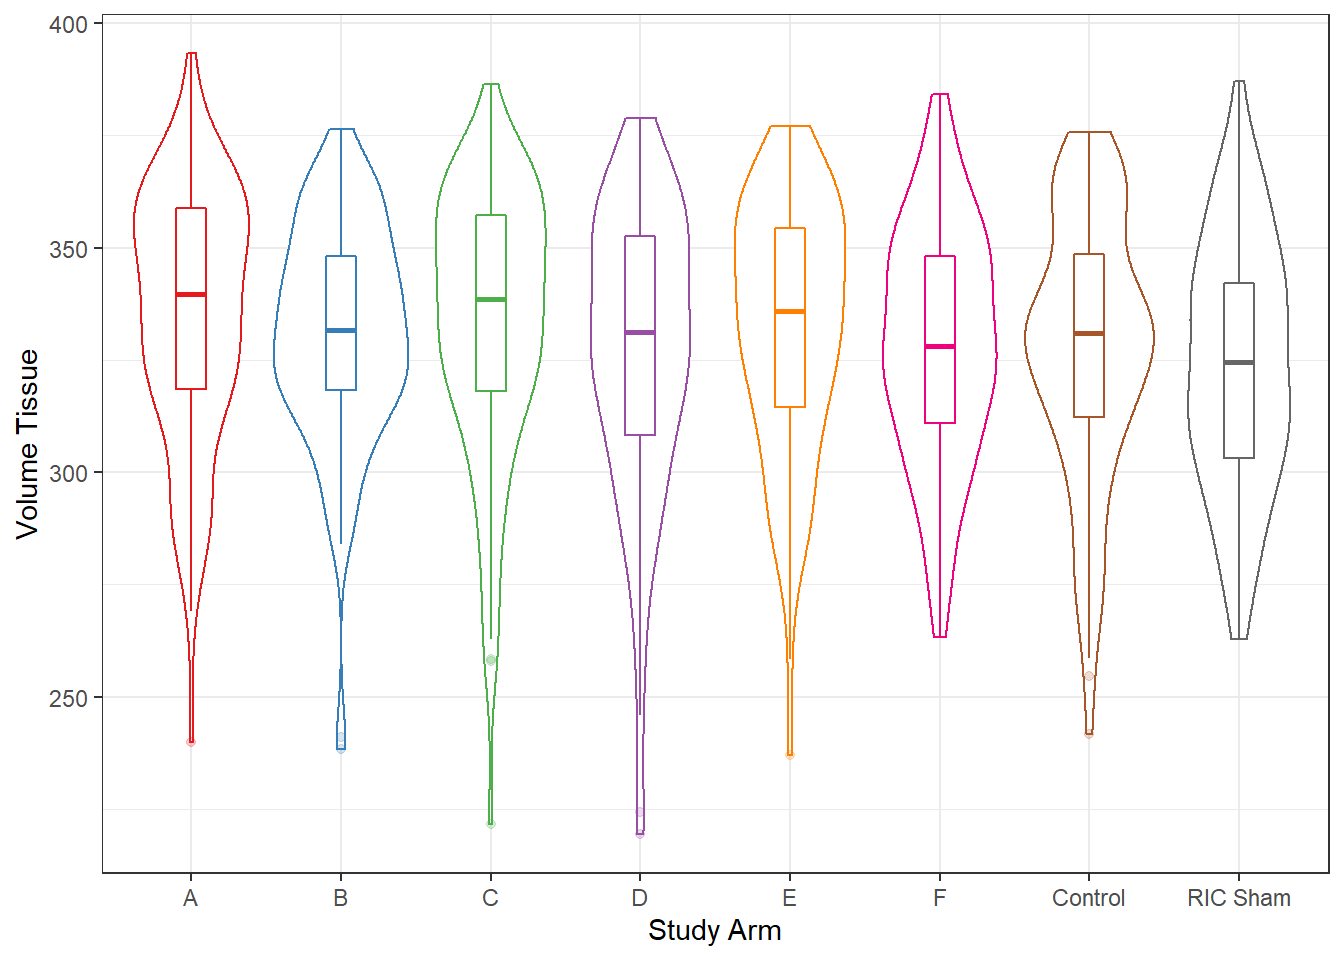 Volume Tissue
400
350
300
250
A B C D E F Control RIC Sham
Study Arm